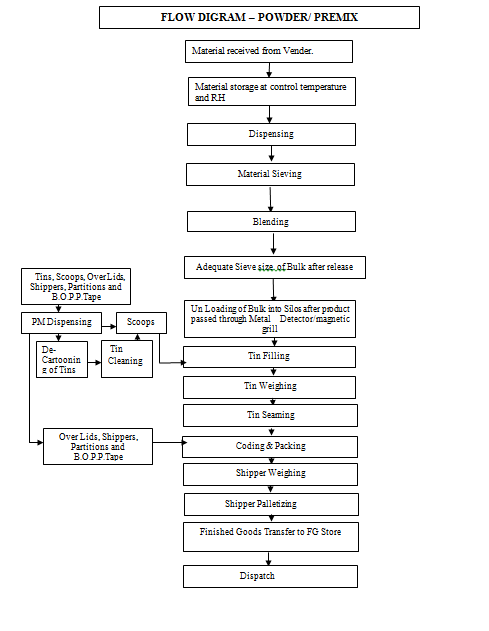 FLOW DIGRAM – POWDER/ PREMIX
Material received from Vender.
Material storage at control temperature
and RH
Dispensing
Material Sieving
Blending
Adequate Sieve size of Bulk after release
Tins, Scoops, Over Lids,
Shippers, Partitions and
B.O.P.P.Tape
Un Loading of Bulk into Silos after product
passed through Metal Detector/magnetic
grill
PM Dispensing
Scoops
De-
Cartoonin
g of Tins
Tin
Cleaning
Tin Filling
Tin Weighing
Tin Seaming
Over Lids, Shippers,
Partitions and
B.O.P.P.Tape
Coding & Packing
Shipper Weighing
Shipper Palletizing
Finished Goods Transfer to FG Store
Dispatch